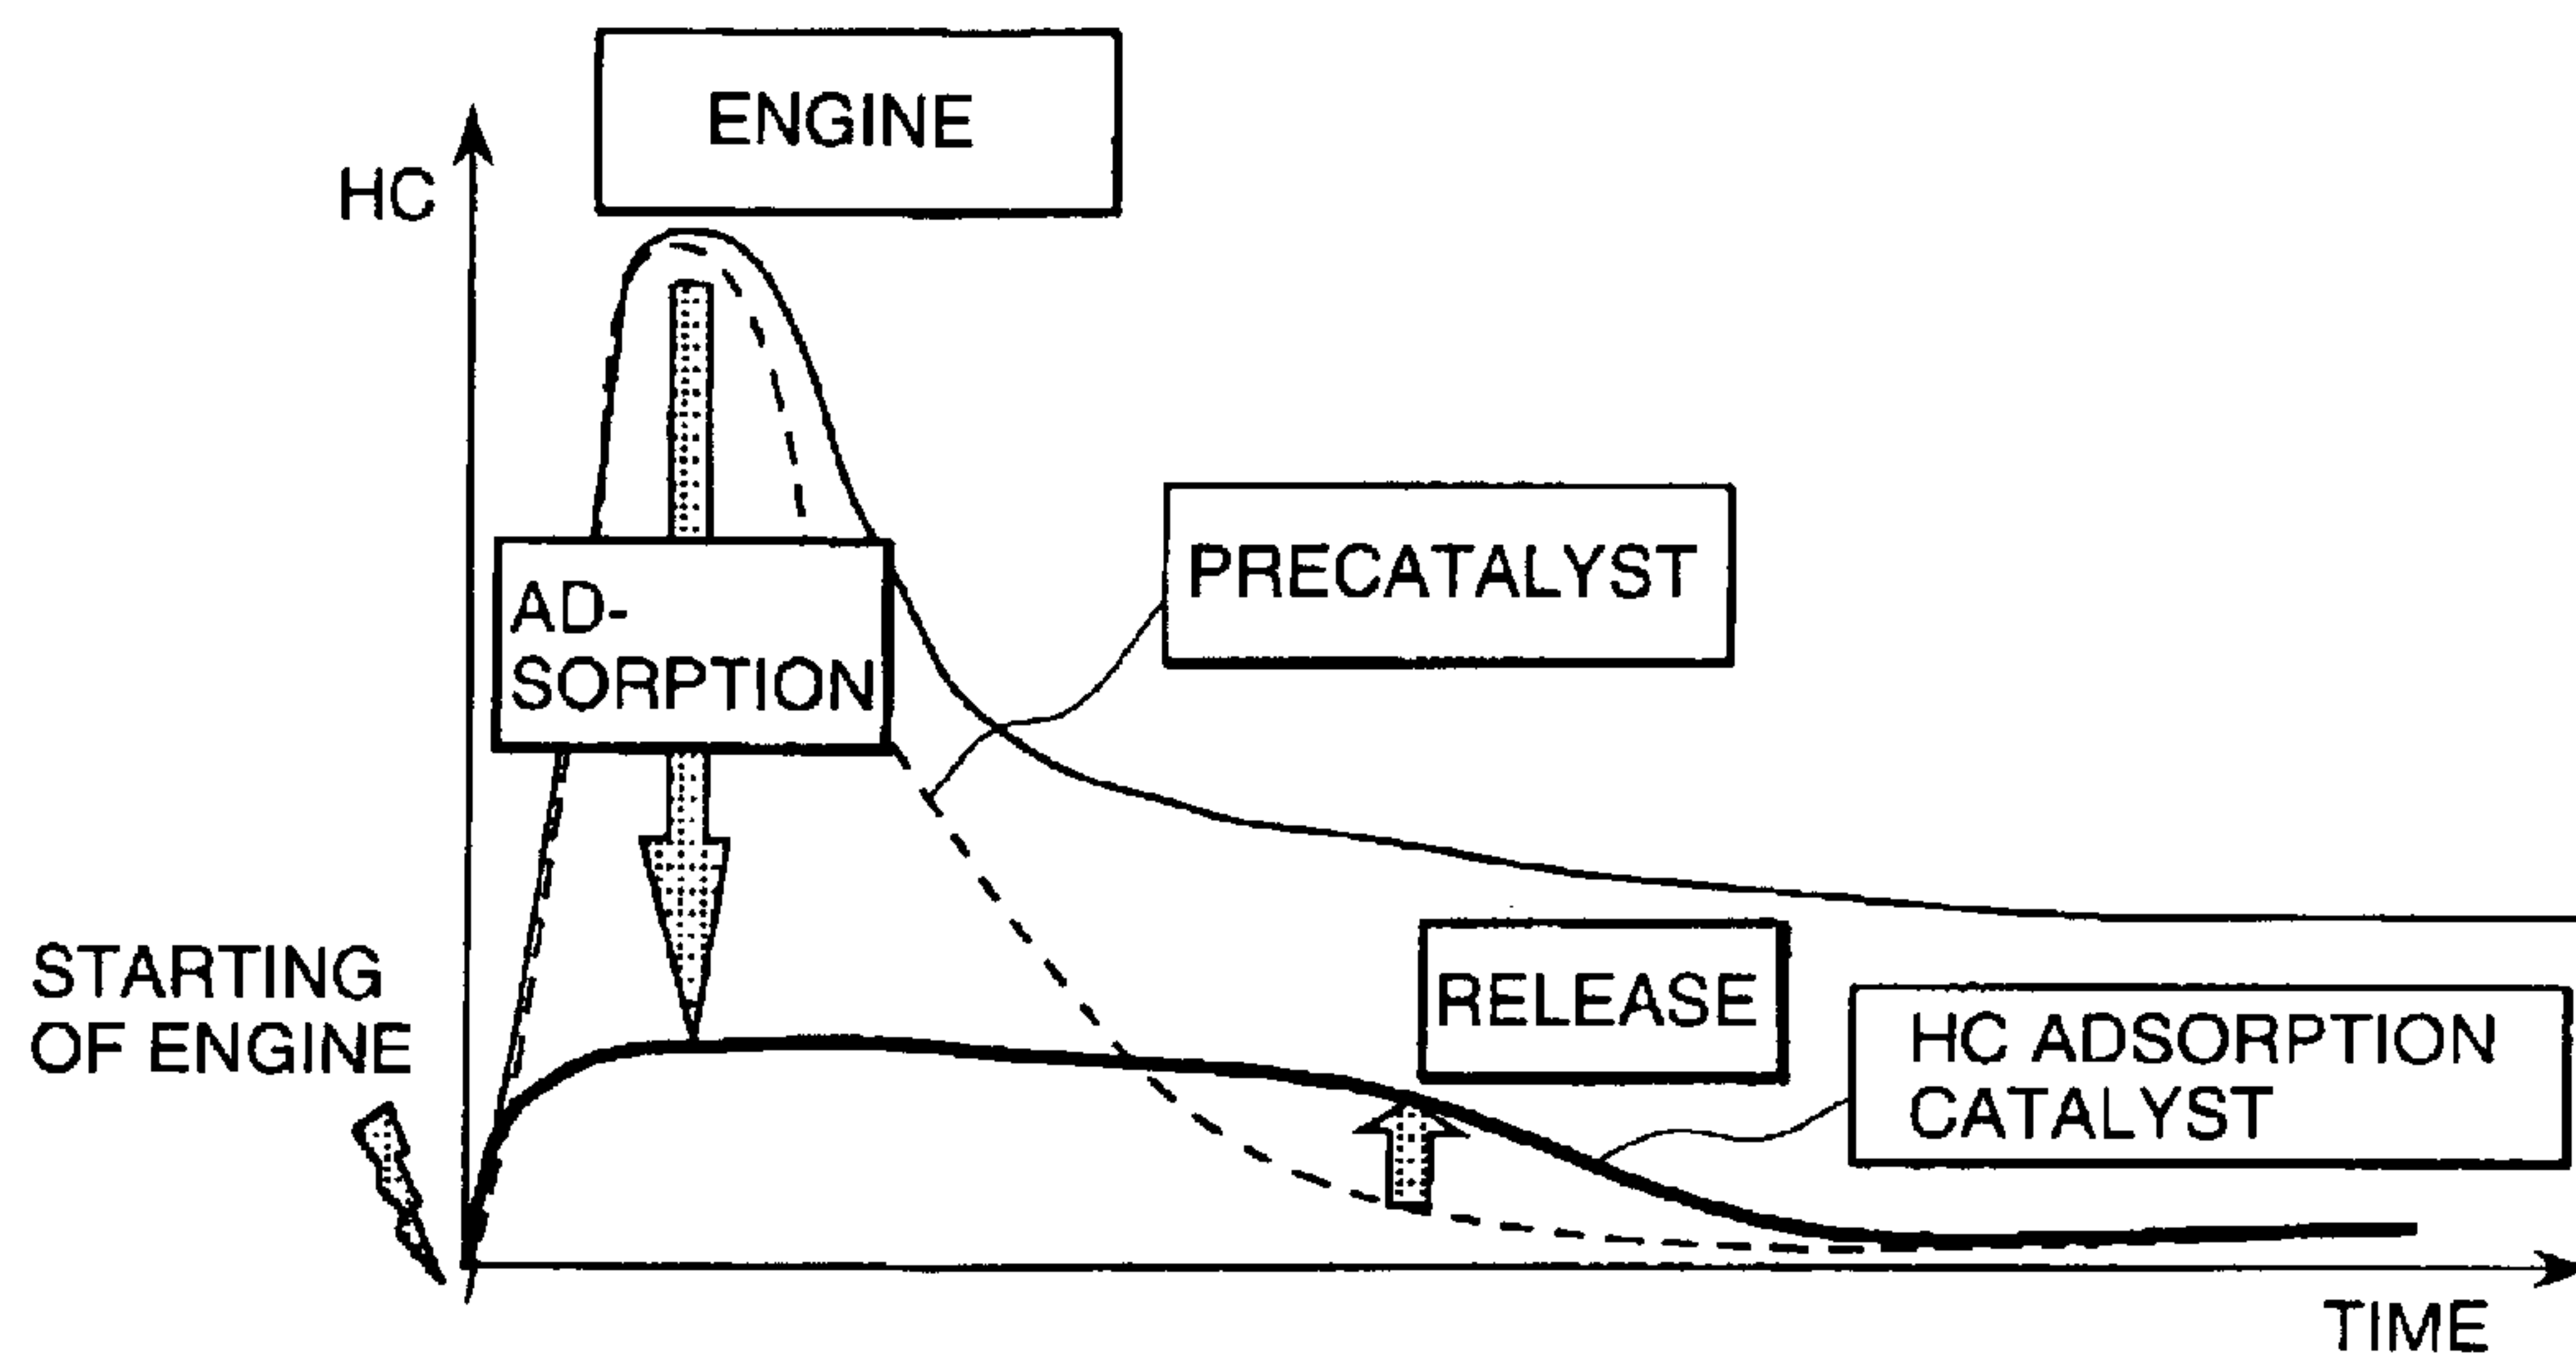 ENGINE
HC
PRECATALYST
AD-
SORPTION
STARTING
OF ENGINE
RELEASE
HC ADSORPTION
CATALYST
TIME